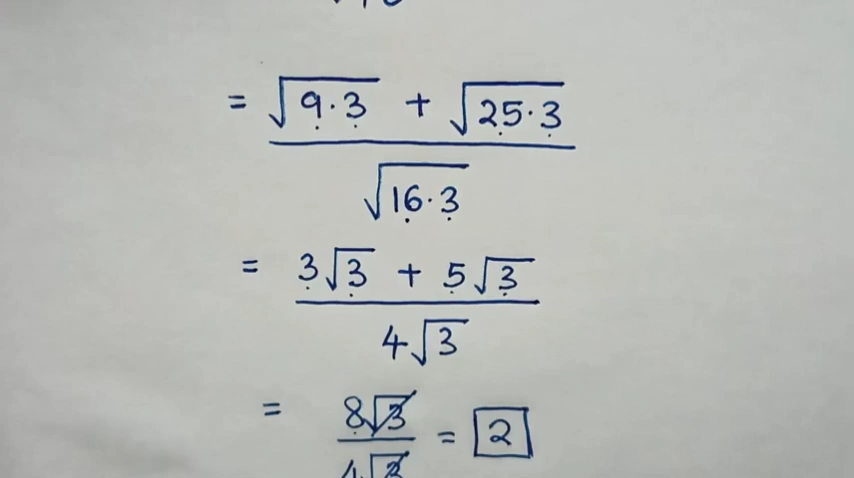 = √9·3 + √25·3
√16·3
= 3√3 + 5√3
4√3
= 8√3
4√3
= 2